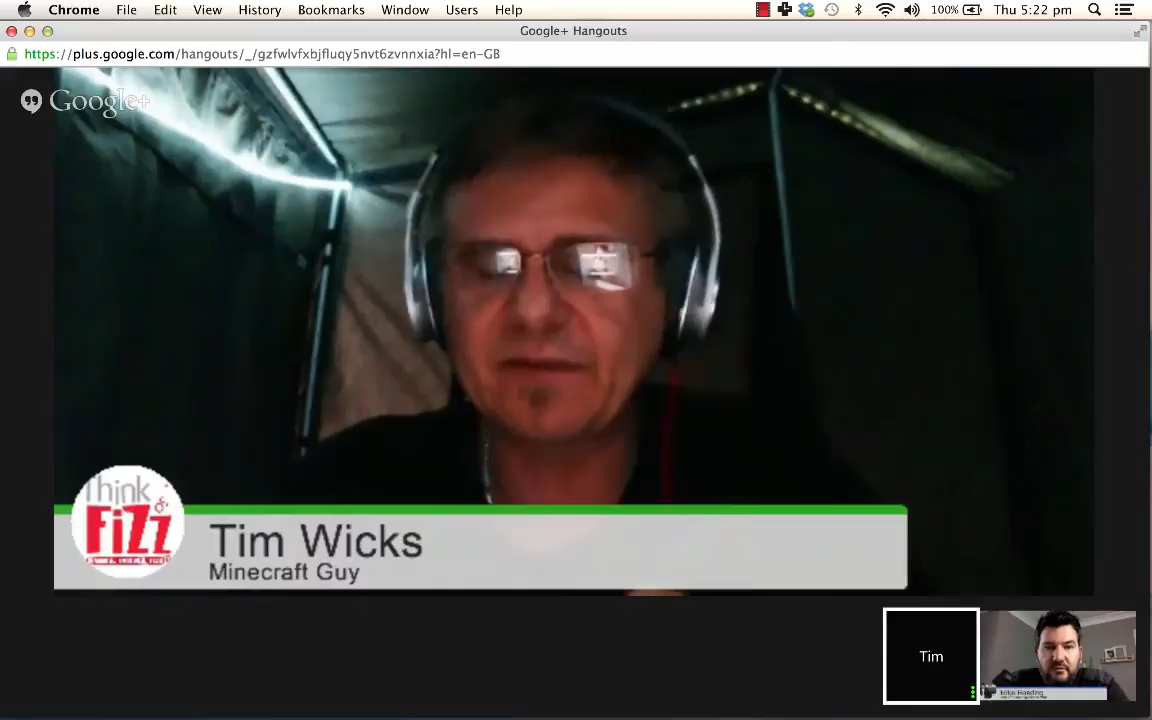 Chrome File Edit View History Bookmarks Window Users Help 100% Thu 5:22 pm
Google+ Hangouts
https://plus.google.com/hangouts/_/gzfwlvfxbjfluqy5nvt6zvnnxia?hl=en-GB
Google+
Think
& FiZZ
Tim Wicks
Minecraft Guy
Tim